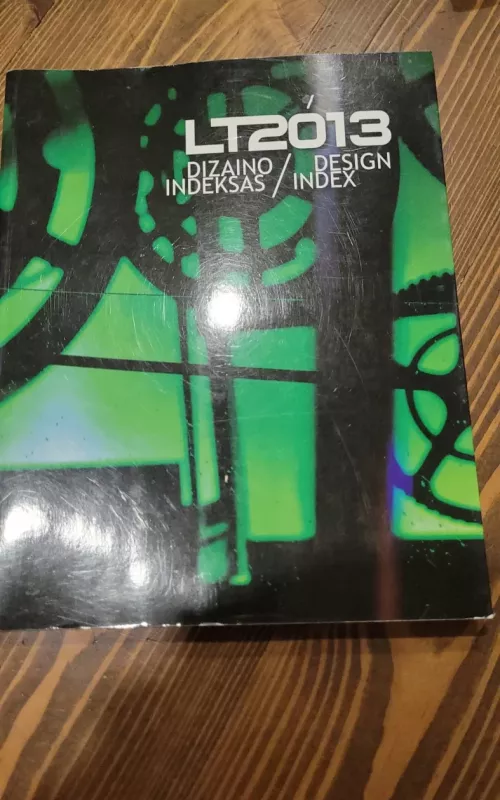 LT2013
DIZAINO / DESIGN
INDEKSAS / INDEX